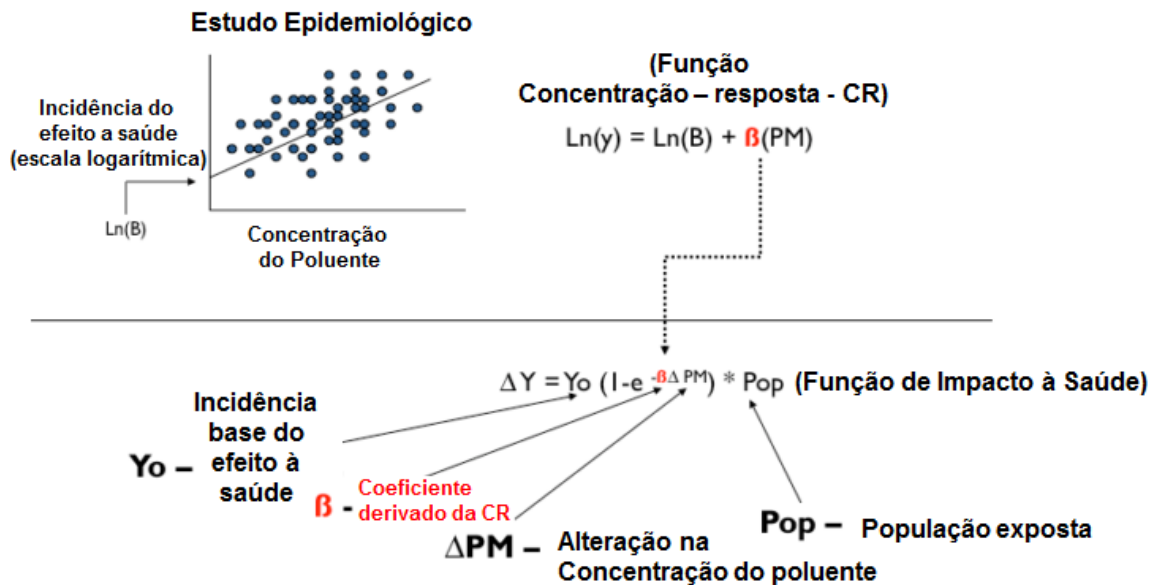 Estudo Epidemiológico
Incidência do
efeito a saúde
(escala logarítmica)
Ln(B)
Concentração
do Poluente
(Função
Concentração – resposta - CR)
Ln(y) = Ln(B) + ß(PM)
ΔY = Yo (1-e -ßΔ PM) * Pop (Função de Impacto à Saúde)
Yo – Incidência
base do
efeito à
saúde
ß - Coeficiente
derivado da CR
ΔPM – Alteração na
Concentração do poluente
Pop – População exposta